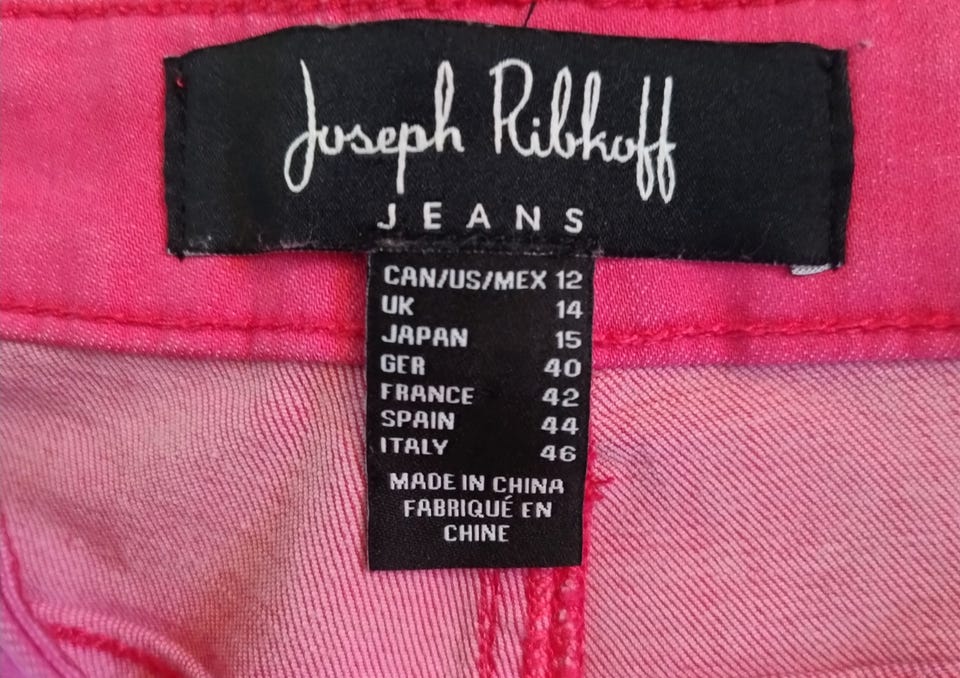 Joseph Ribkoff
JEANS
CAN/US/MEX 12
UK 14
JAPAN 15
GER 40
FRANCE 42
SPAIN 44
ITALY 46
MADE IN CHINA
FABRIQUÉ EN
CHINE